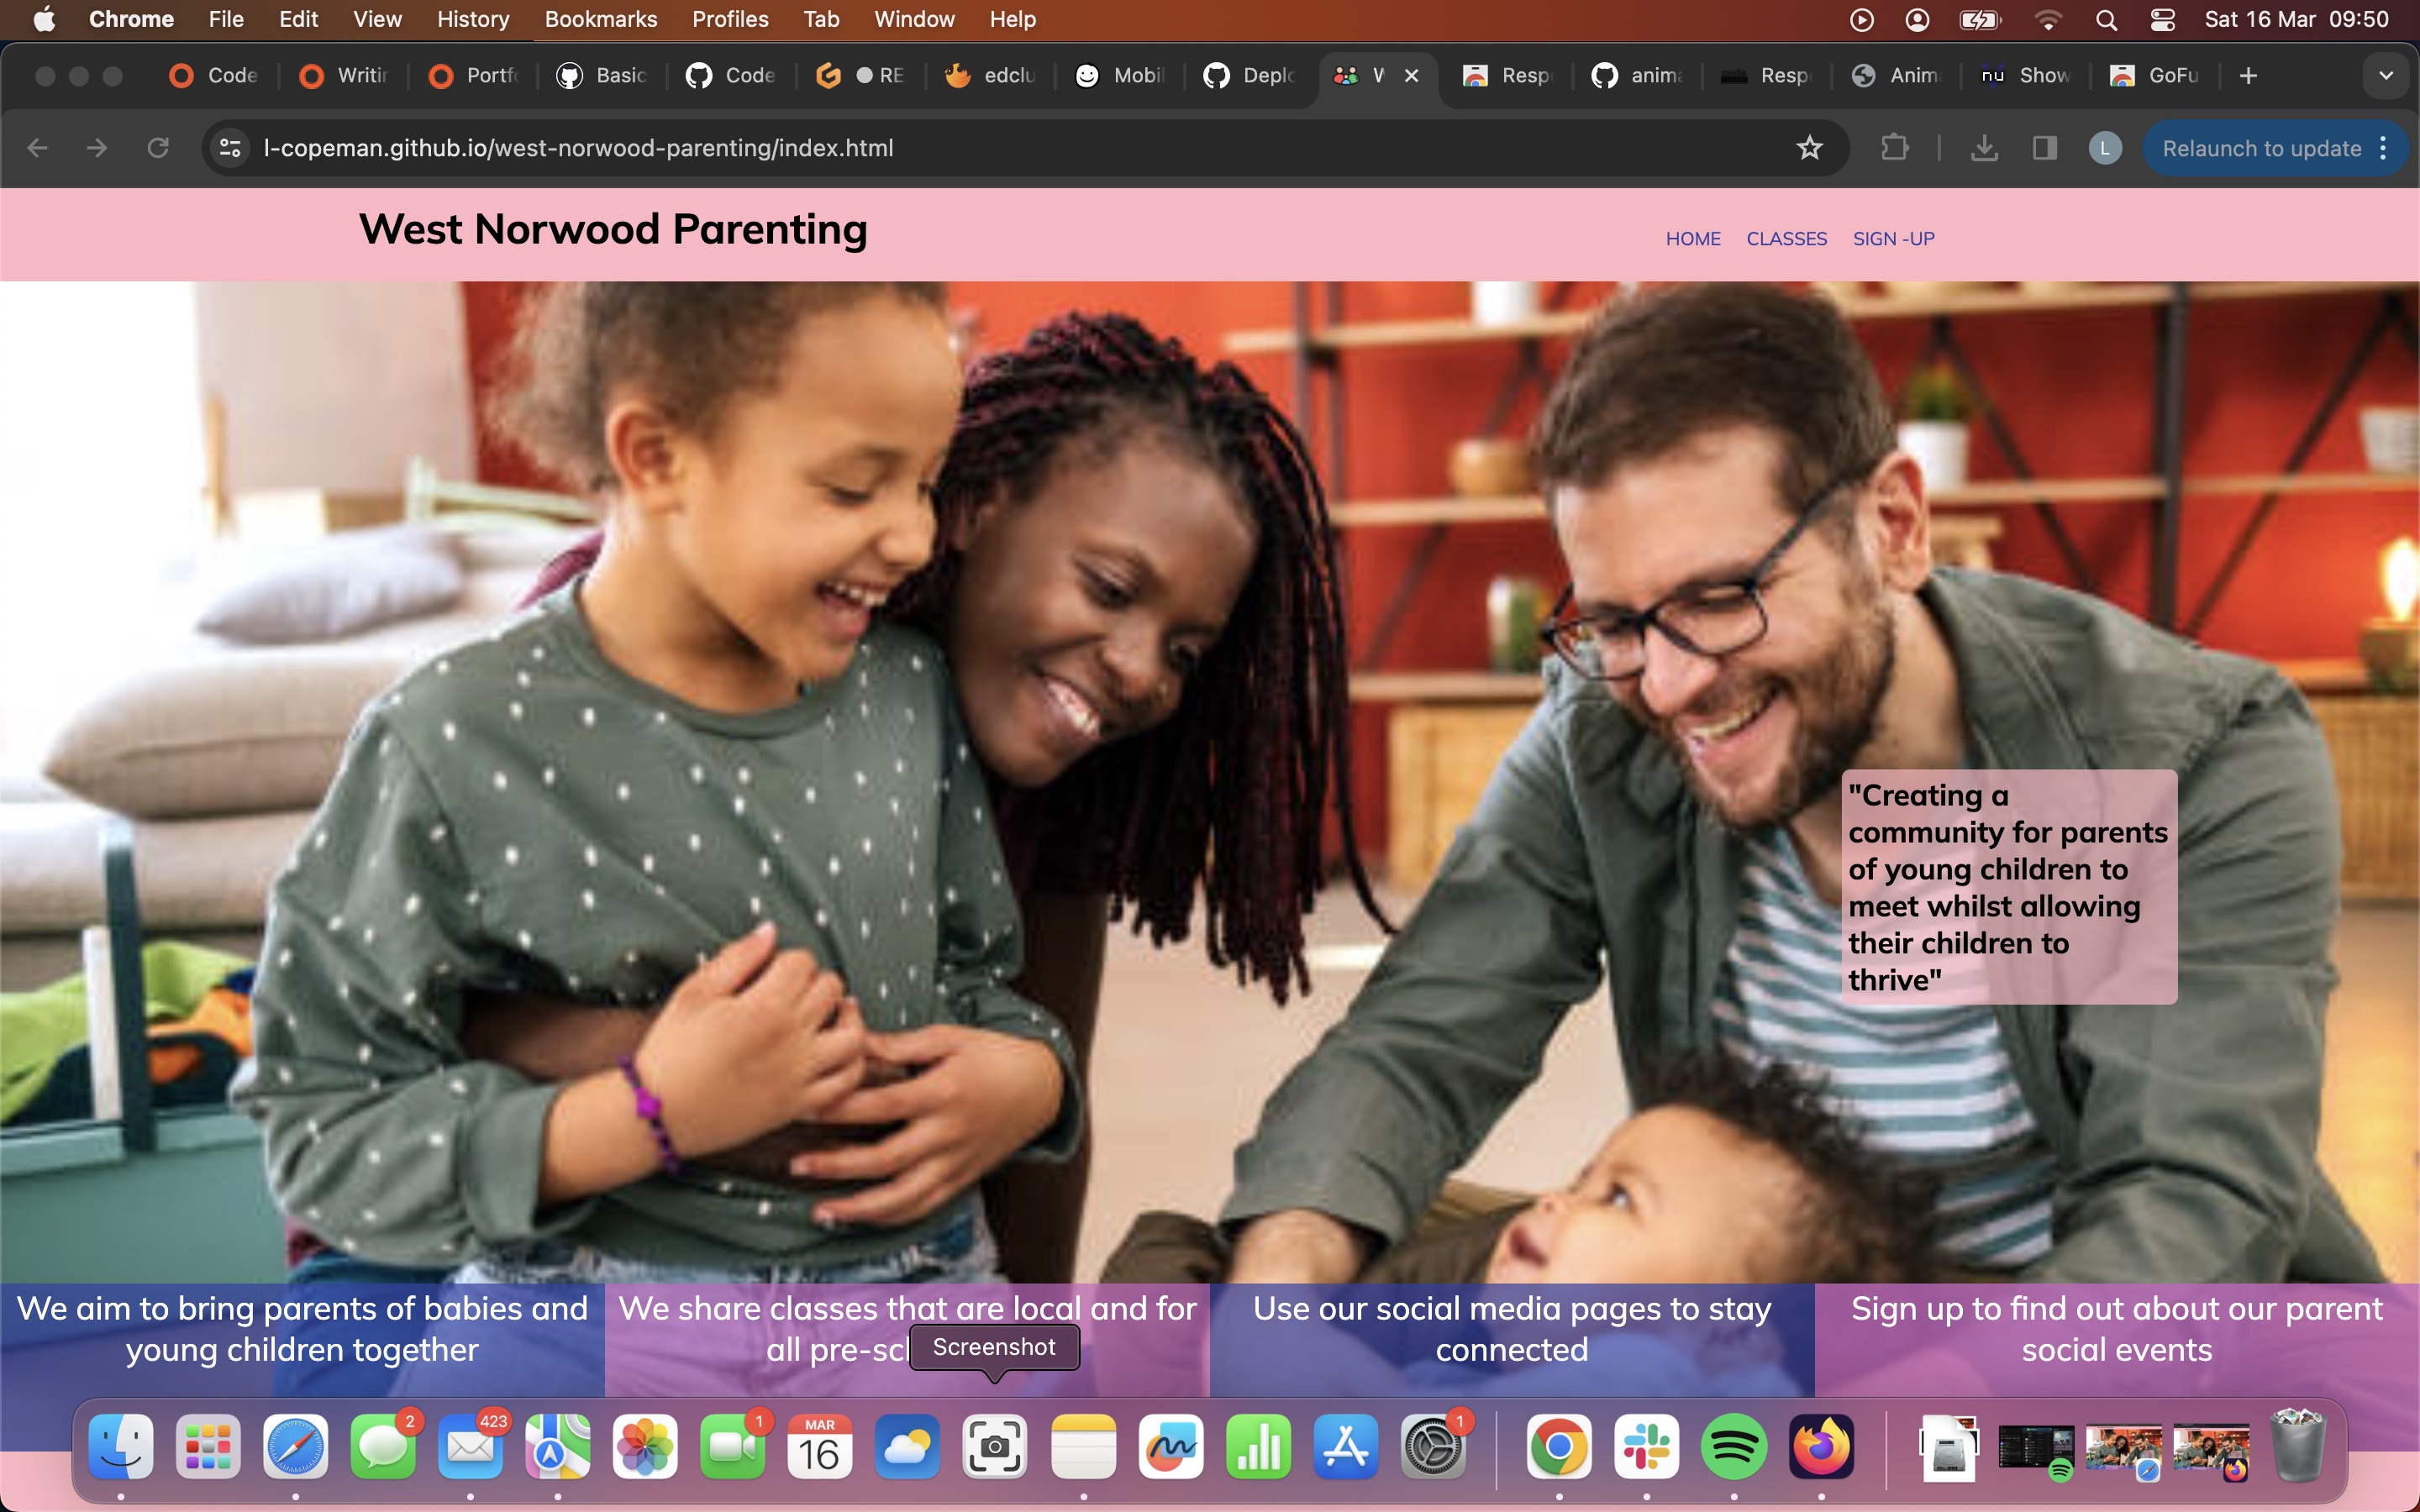 Chrome File Edit View History Bookmarks Profiles Tab Window Help Sat 16 Mar 09:50
Code Writin Portf Basic Code RE edclu Mobil Deplo Resp anima Resp Anim nu Show GoFu
l-copeman.github.io/west-norwood-parenting/index.html L Relaunch to update
West Norwood Parenting
HOME CLASSES SIGN -UP
"Creating a
community for parents
of young children to
meet whilst allowing
their children to
thrive"
We aim to bring parents of babies and
young children together
We share classes that are local and for
all pre-sc
Use our social media pages to stay
connected
Sign up to find out about our parent
social events
Screenshot
2 423 1 MAR 16 1